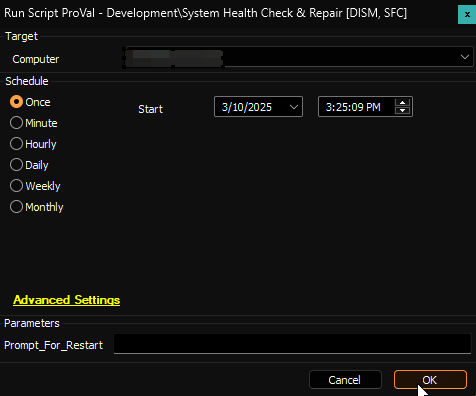 Run Script ProVal - Development\System Health Check & Repair [DISM, SFC] x
Target
Computer
Schedule
Once Start 3/10/2025 3:25:09 PM
Minute
Hourly
Daily
Weekly
Monthly
Advanced Settings
Parameters
Prompt_For_Restart
Cancel OK